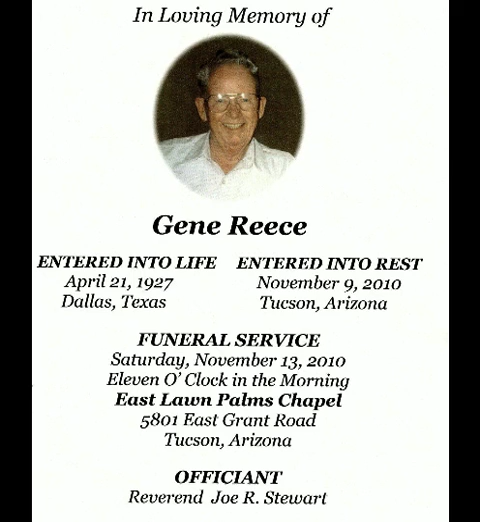 In Loving Memory of
Gene Reece
ENTERED INTO LIFE ENTERED INTO REST
April 21, 1927 November 9, 2010
Dallas, Texas Tucson, Arizona
FUNERAL SERVICE
Saturday, November 13, 2010
Eleven O' Clock in the Morning
East Lawn Palms Chapel
5801 East Grant Road
Tucson, Arizona
OFFICIANT
Reverend Joe R. Stewart